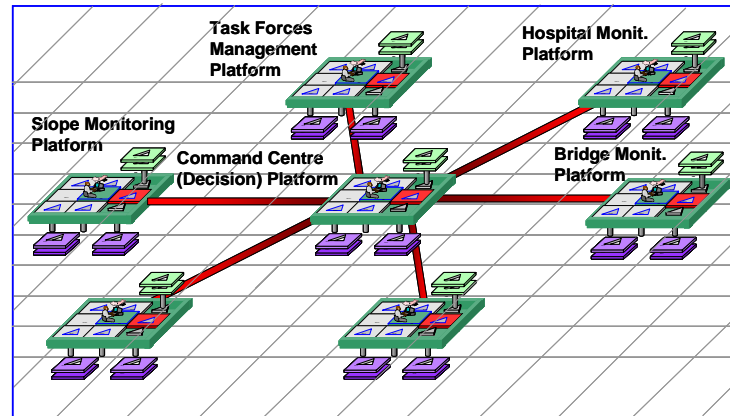 Task Forces
Management
Platform
Hospital Monit.
Platform
Slope Monitoring
Platform
Command Centre
(Decision) Platform
Bridge Monit.
Platform